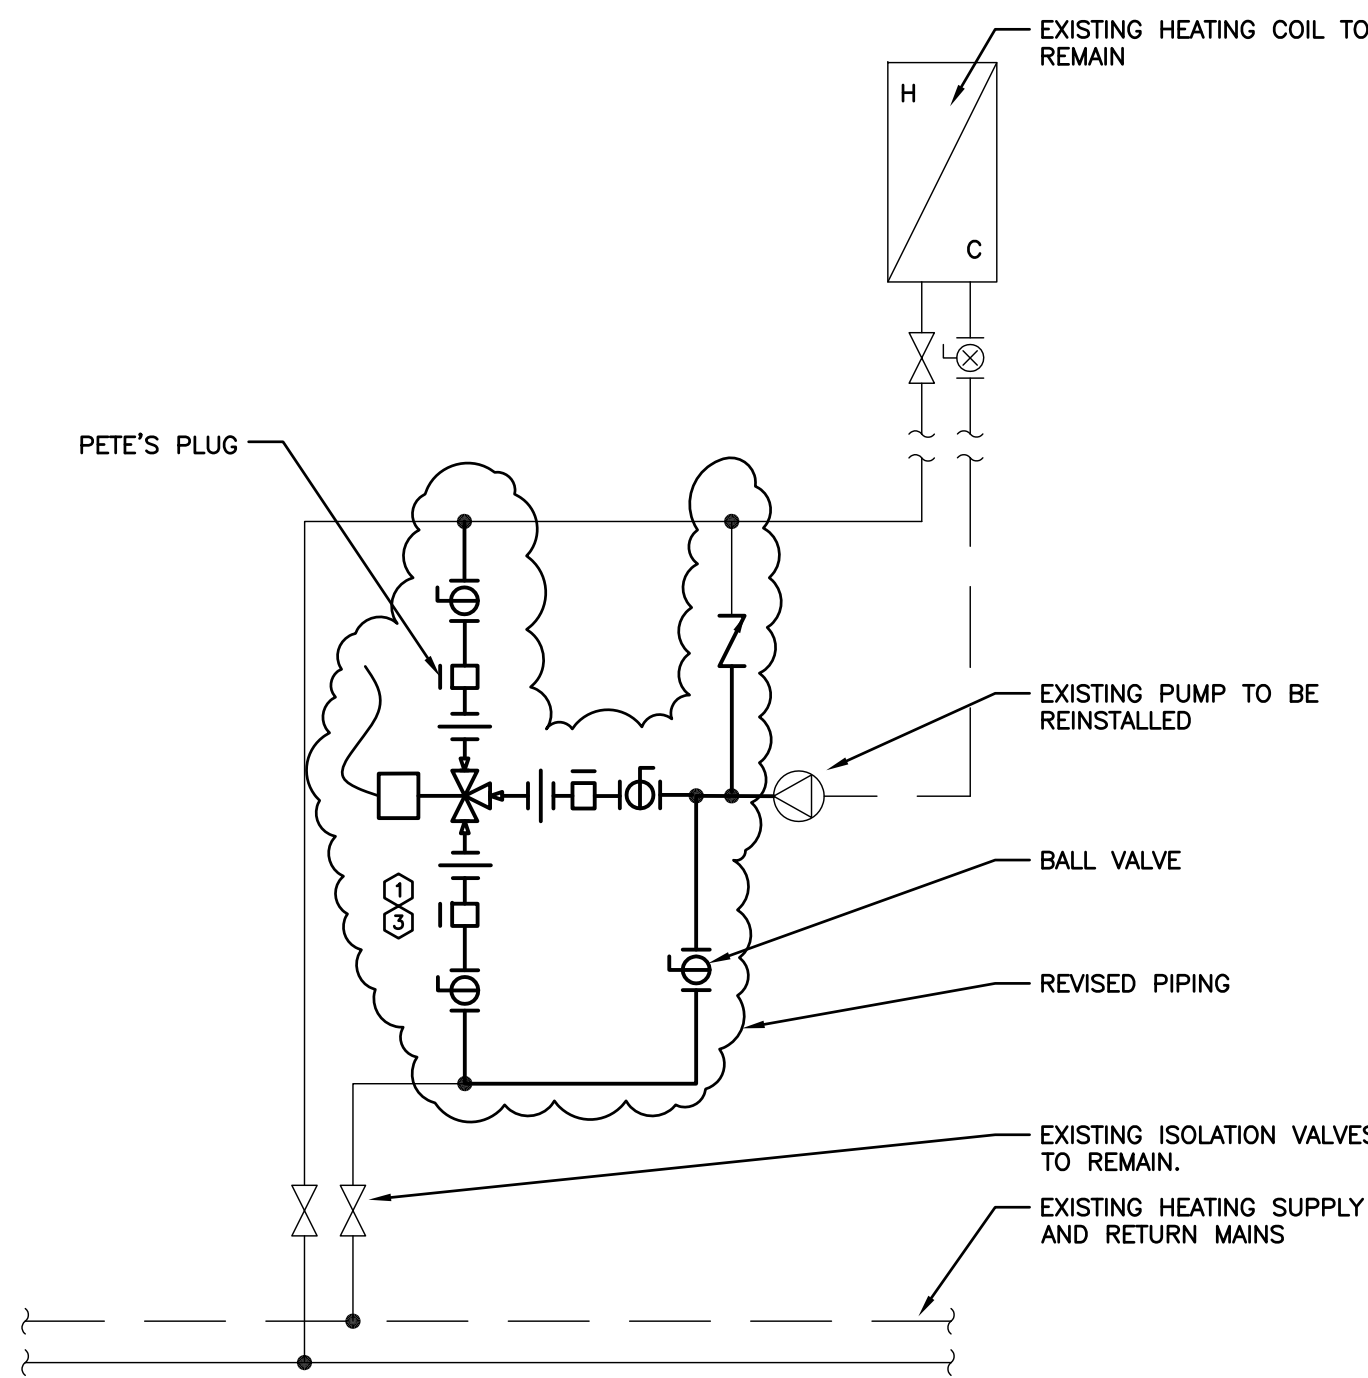 EXISTING HEATING COIL TO
REMAIN
H
C
PETE'S PLUG
EXISTING PUMP TO BE
REINSTALLED
BALL VALVE
1
3
REVISED PIPING
EXISTING ISOLATION VALVES
TO REMAIN.
EXISTING HEATING SUPPLY
AND RETURN MAINS